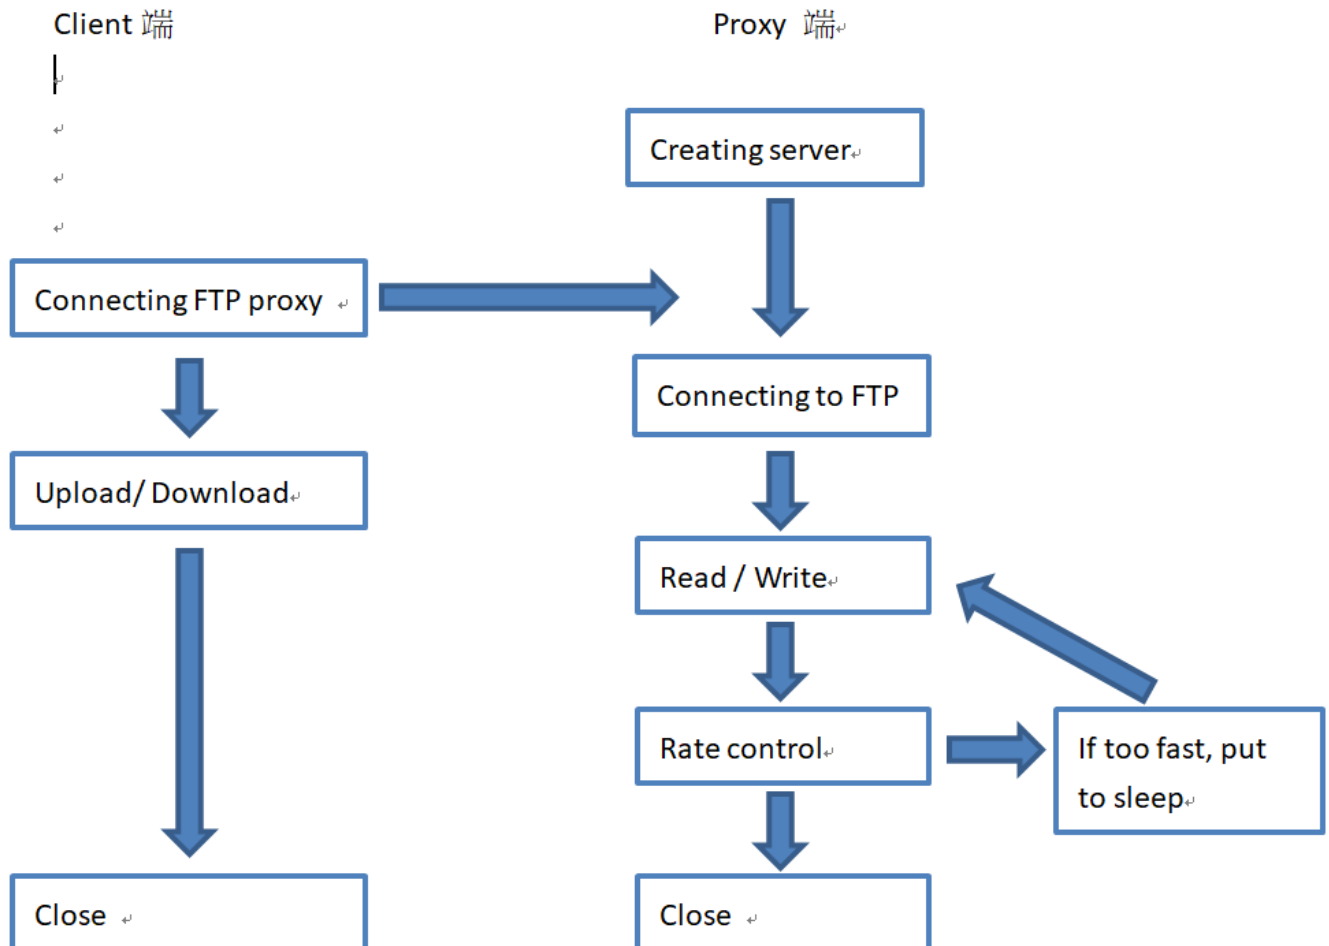 Client 端
Proxy 端
Creating server
Connecting FTP proxy
Connecting to FTP
Upload/ Download
Read / Write
Rate control
If too fast, put
to sleep
Close
Close